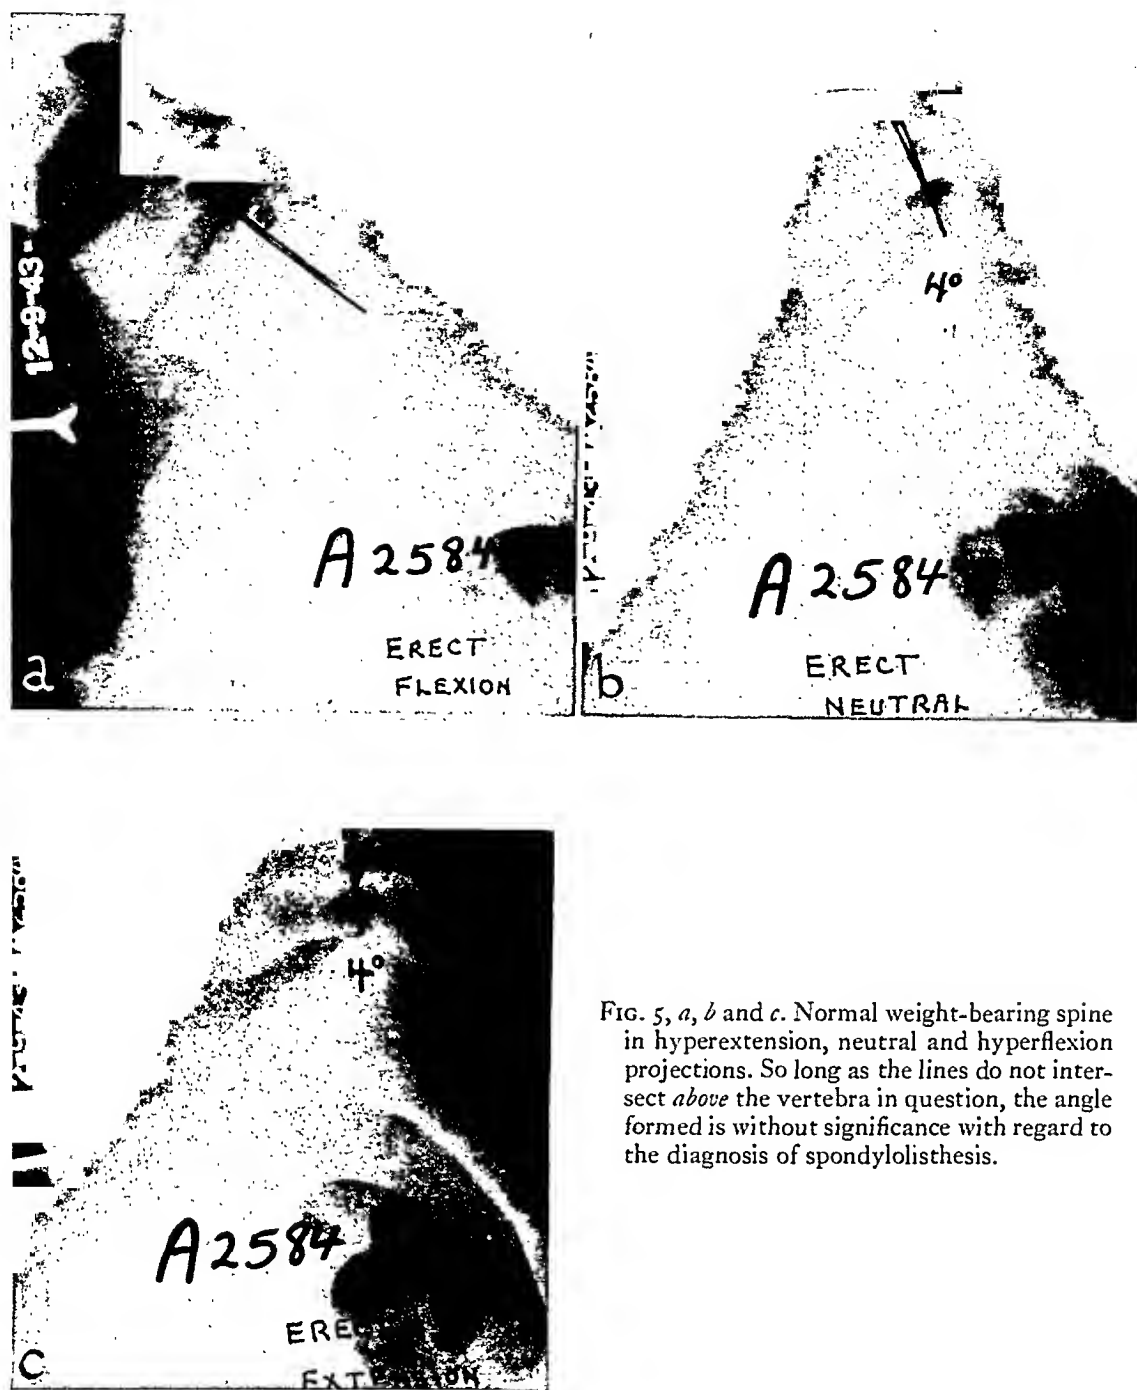 12-9-43-
A 2584
ERECT
FLEXION
a
4°
A 2584
ERECT
NEUTRAL
b
4°
A 2584
EXTENSION
c
FIG. 5, a, b and c. Normal weight-bearing spine
in hyperextension, neutral and hyperflexion
projections. So long as the lines do not inter-
sect above the vertebra in question, the angle
formed is without significance with regard to
the diagnosis of spondylolisthesis.